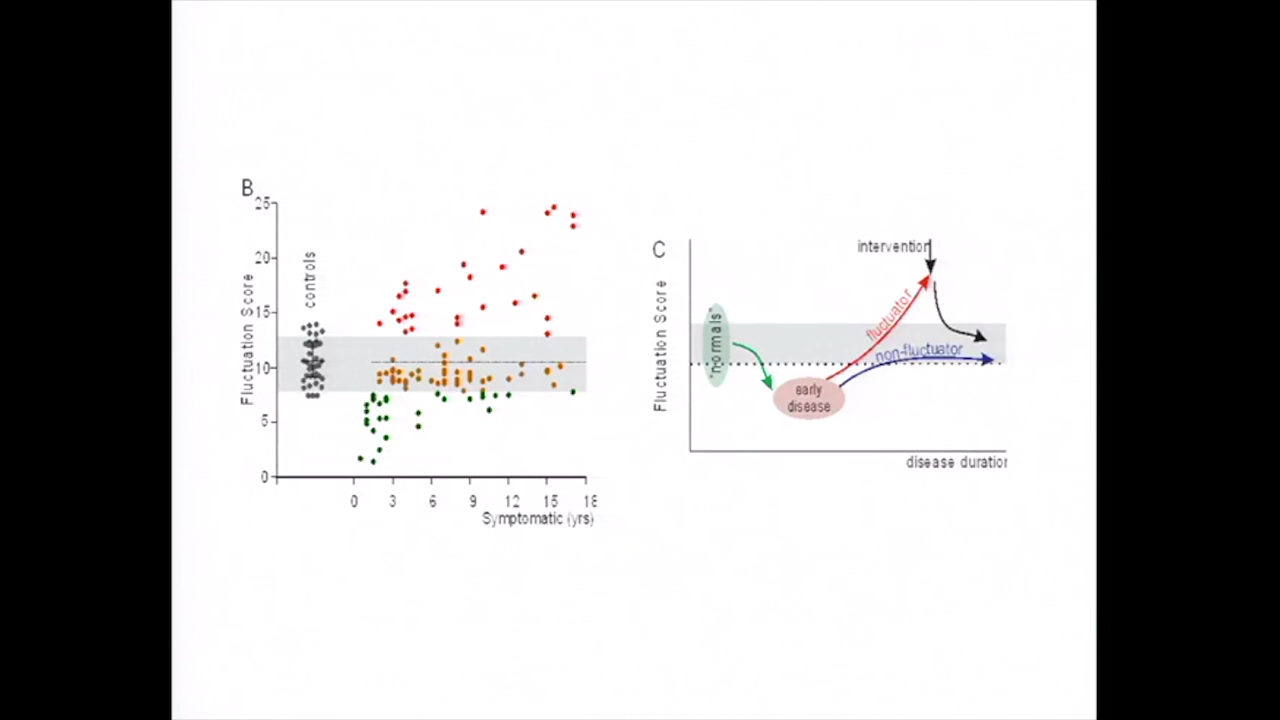 B
25
20
15
10
5
0
Fluctuation Score
controls
0 3 6 9 12 15 18
Symptomatic (yrs)
C
Fluctuation Score
intervention
"normals"
fluctuator
non-fluctuator
early
disease
disease duration